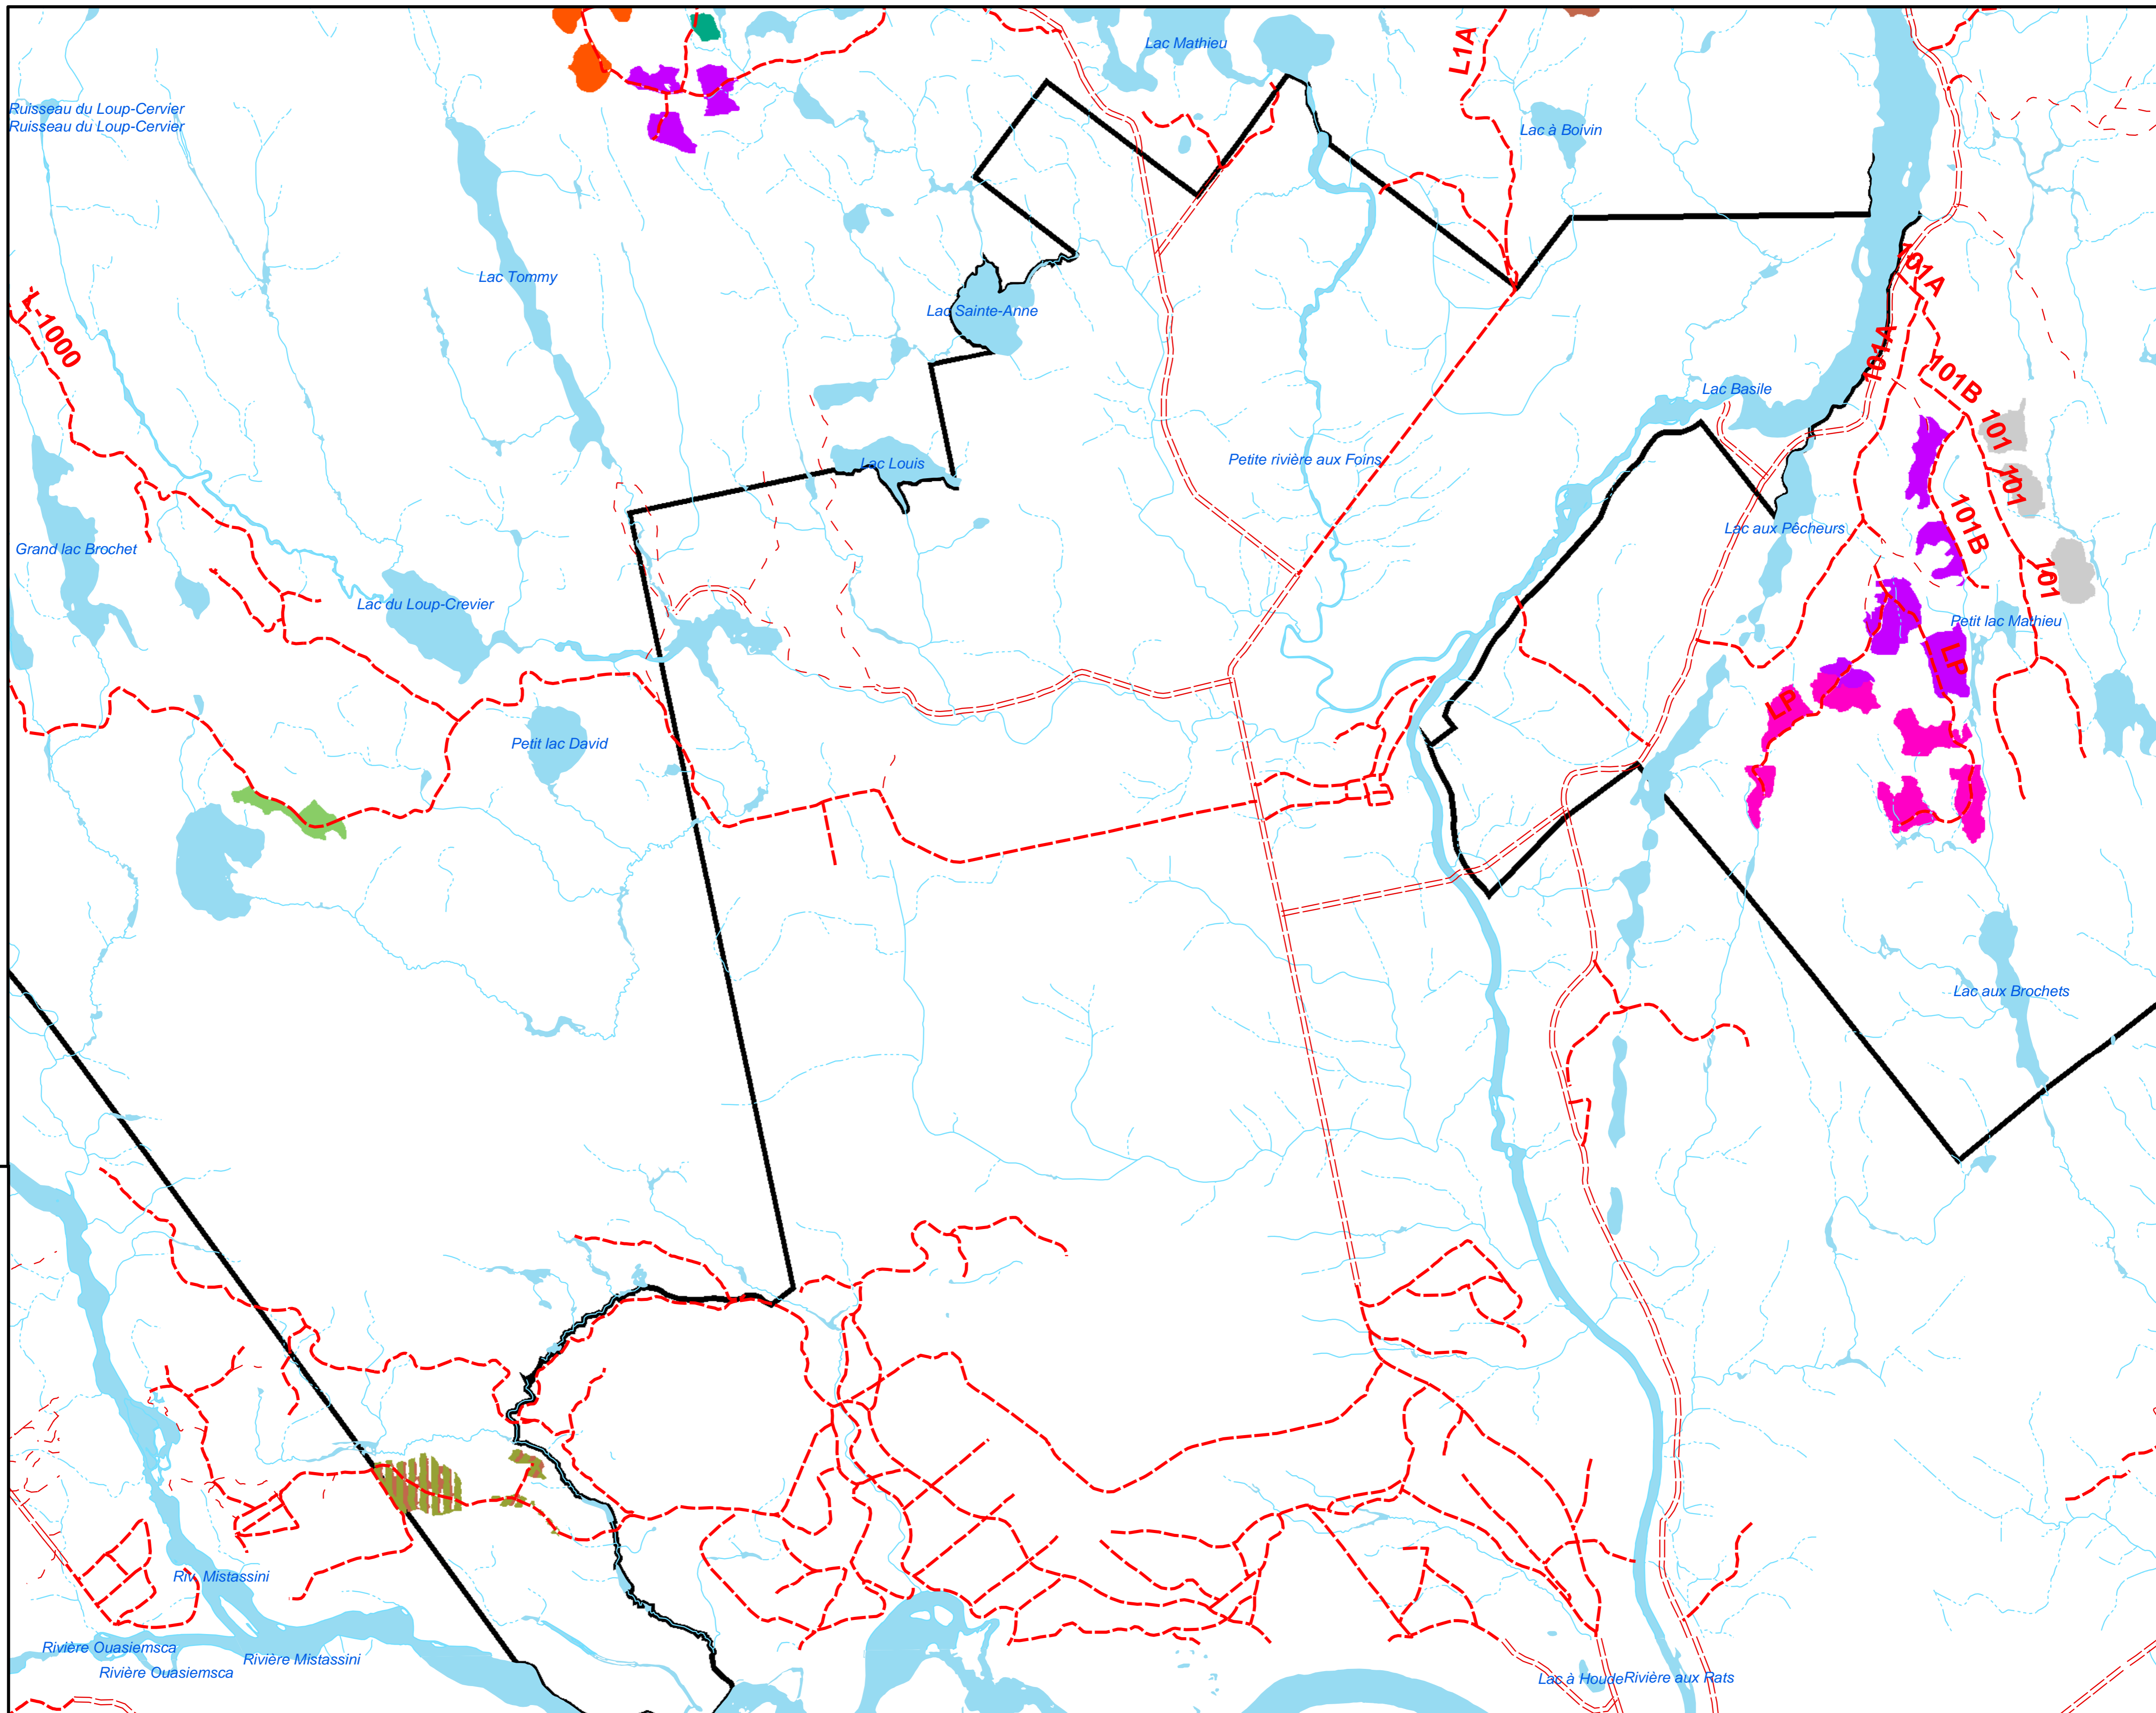 Lac Mathieu
L1A
Ruisseau du Loup-Cervier
Ruisseau du Loup-Cervier
Lac à Boivin
Lac Tommy
101A
Lac Sainte-Anne
L-1000
101A
101B
Lac Basile
101
Lac Louis
Petite rivière aux Foins
101
101B
Lac aux Pêcheurs
Grand lac Brochet
101
Lac du Loup-Crevier
Petit lac Mathieu
LP
LP
Petit lac David
Lac aux Brochets
Riv. Mistassini
Rivière Ouasiemsca
Rivière Mistassini
Rivière Ouasiemsca
Lac à Houde
Rivière aux Rats